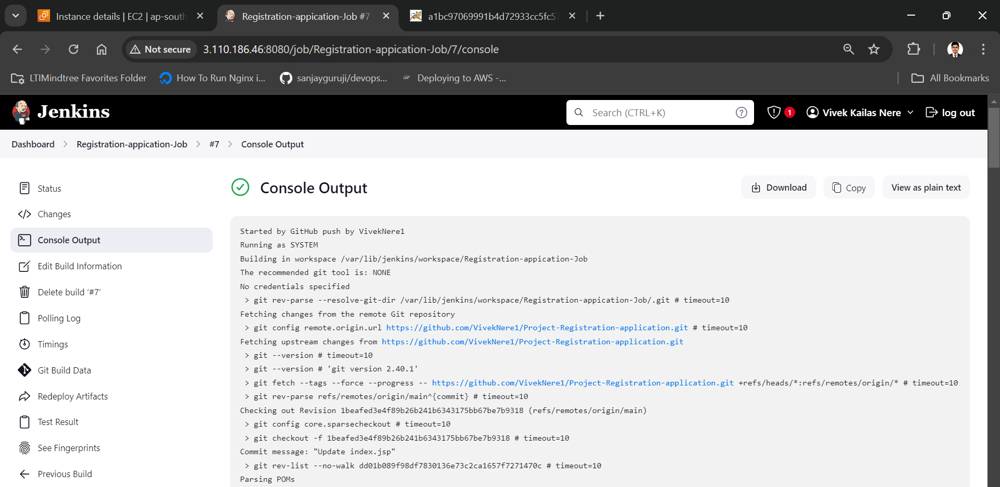 Instance details | EC2 | ap-south
Registration-appication-Job #7
a1bc97069991b4d72933cc5fc57
Not secure
3.110.186.46:8080/job/Registration-appication-Job/7/console
LTIMindtree Favorites Folder
How To Run Nginx i...
sanjayguruji/devops...
Deploying to AWS -...
All Bookmarks
Jenkins
Search (CTRL+K)
?
1
Vivek Kailas Nere
log out
Dashboard
Registration-appication-Job
#7
Console Output
Status
Changes
Console Output
Edit Build Information
Delete build ‘#7’
Polling Log
Timings
Git Build Data
Redeploy Artifacts
Test Result
See Fingerprints
Previous Build
Console Output
Download
Copy
View as plain text
Started by GitHub push by VivekNere1
Running as SYSTEM
Building in workspace /var/lib/jenkins/workspace/Registration-appication-Job
The recommended git tool is: NONE
No credentials specified
> git rev-parse --resolve-git-dir /var/lib/jenkins/workspace/Registration-appication-Job/.git # timeout=10
Fetching changes from the remote Git repository
> git config remote.origin.url https://github.com/VivekNere1/Project-Registration-application.git # timeout=10
Fetching upstream changes from https://github.com/VivekNere1/Project-Registration-application.git
> git --version # timeout=10
> git --version # 'git version 2.40.1'
> git fetch --tags --force --progress -- https://github.com/VivekNere1/Project-Registration-application.git +refs/heads/*:refs/remotes/origin/* # timeout=10
> git rev-parse refs/remotes/origin/main^{commit} # timeout=10
Checking out Revision 1beafed3e4f89b26b241b6343175bb67be7b9318 (refs/remotes/origin/main)
> git config core.sparsecheckout # timeout=10
> git checkout -f 1beafed3e4f89b26b241b6343175bb67be7b9318 # timeout=10
Commit message: "Update index.jsp"
> git rev-list --no-walk dd01b089f98df7830136e73c2ca1657f7271470c # timeout=10
Parsing POMs